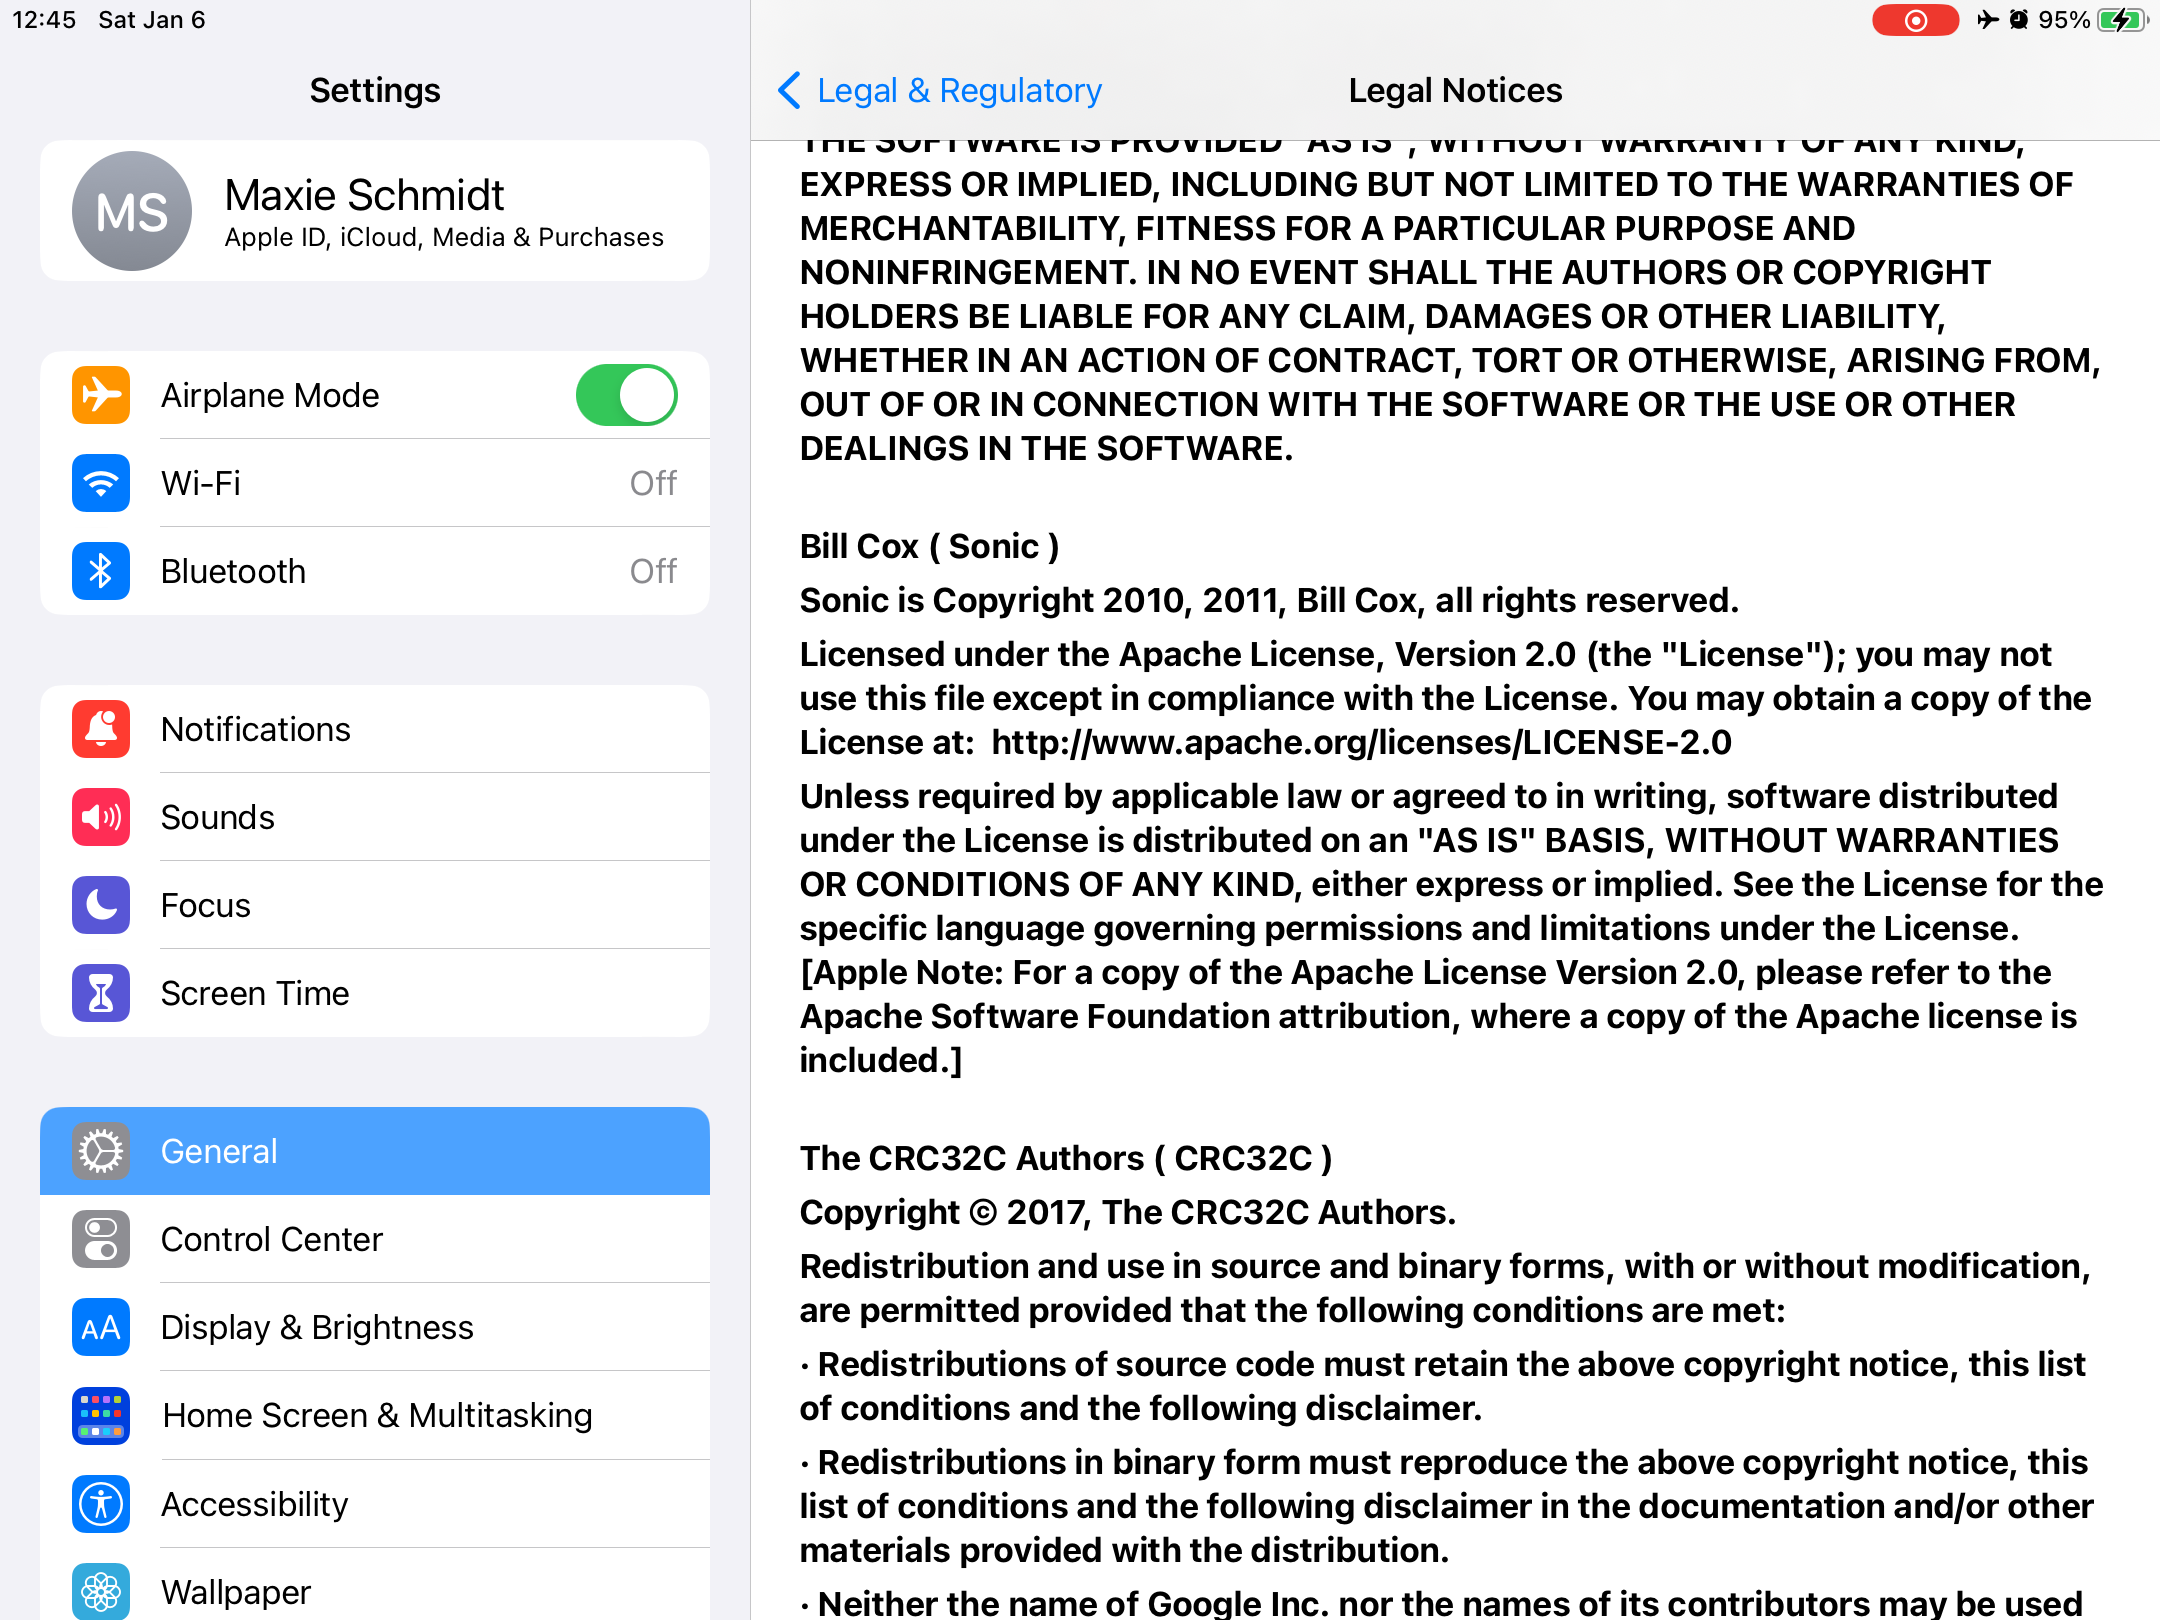 12:45 Sat Jan 6
95%
Settings
MS
Maxie Schmidt
Apple ID, iCloud, Media & Purchases
Airplane Mode
Wi-Fi Off
Bluetooth Off
Notifications
Sounds
Focus
Screen Time
General
Control Center
AA Display & Brightness
Home Screen & Multitasking
Accessibility
Wallpaper
Legal & Regulatory
Legal Notices
THE SOFTWARE IS PROVIDED "AS IS", WITHOUT WARRANTY OF ANY KIND,
EXPRESS OR IMPLIED, INCLUDING BUT NOT LIMITED TO THE WARRANTIES OF
MERCHANTABILITY, FITNESS FOR A PARTICULAR PURPOSE AND
NONINFRINGEMENT. IN NO EVENT SHALL THE AUTHORS OR COPYRIGHT
HOLDERS BE LIABLE FOR ANY CLAIM, DAMAGES OR OTHER LIABILITY,
WHETHER IN AN ACTION OF CONTRACT, TORT OR OTHERWISE, ARISING FROM,
OUT OF OR IN CONNECTION WITH THE SOFTWARE OR THE USE OR OTHER
DEALINGS IN THE SOFTWARE.
Bill Cox ( Sonic )
Sonic is Copyright 2010, 2011, Bill Cox, all rights reserved.
Licensed under the Apache License, Version 2.0 (the "License"); you may not
use this file except in compliance with the License. You may obtain a copy of the
License at:  http://www.apache.org/licenses/LICENSE-2.0
Unless required by applicable law or agreed to in writing, software distributed
under the License is distributed on an "AS IS" BASIS, WITHOUT WARRANTIES
OR CONDITIONS OF ANY KIND, either express or implied. See the License for the
specific language governing permissions and limitations under the License.
[Apple Note: For a copy of the Apache License Version 2.0, please refer to the
Apache Software Foundation attribution, where a copy of the Apache license is
included.]
The CRC32C Authors ( CRC32C )
Copyright © 2017, The CRC32C Authors.
Redistribution and use in source and binary forms, with or without modification,
are permitted provided that the following conditions are met:
· Redistributions of source code must retain the above copyright notice, this list
of conditions and the following disclaimer.
· Redistributions in binary form must reproduce the above copyright notice, this
list of conditions and the following disclaimer in the documentation and/or other
materials provided with the distribution.
· Neither the name of Google Inc. nor the names of its contributors may be used